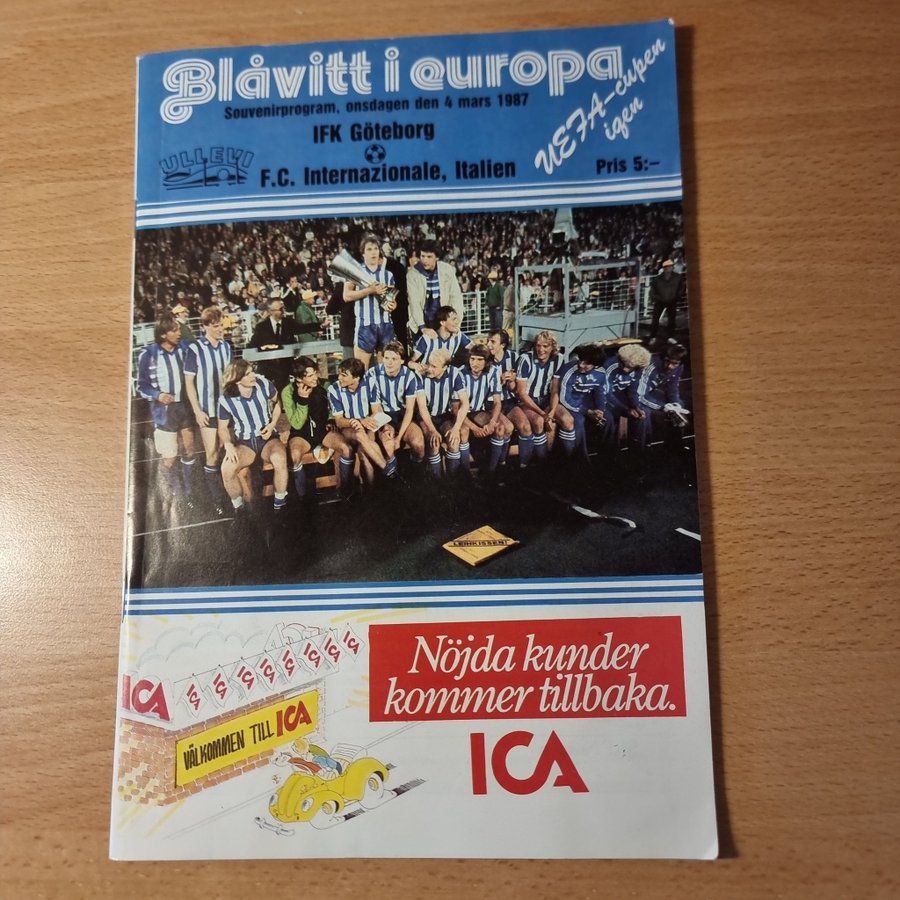 Blåvitt i europa
Souvenirprogram, onsdagen den 4 mars 1987
UEFA-cupen
igen
IFK Göteborg
ULLEVI
F.C. Internazionale, Italien
Pris 5:-
LEIHKISSEN
ICA
VÄLKOMMEN TILL ICA
Nöjda kunder
kommer tillbaka.
ICA